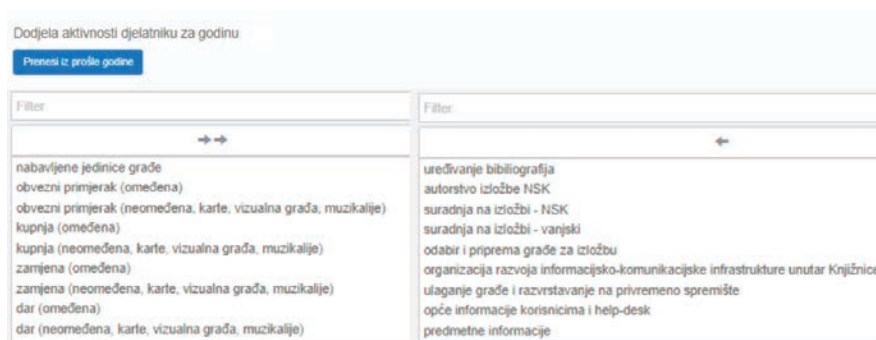 Dodjela aktivnosti djelatniku za godinu
Prenesi iz prošle godine
Filter
nabavljene jedinice građe
obvezni primjerak (omeđena)
obvezni primjerak (neomeđena, karte, vizualna građa, muzikalije)
kupnja (omeđena)
kupnja (neomeđena, karte, vizualna građa, muzikalije)
zamjena (omeđena)
zamjena (neomeđena, karte, vizualna građa, muzikalije)
dar (omeđena)
dar (neomeđena, karte, vizualna građa, muzikalije)
Filter
uređivanje bibiliografija
autorstvo izložbe NSK
suradnja na izložbi - NSK
suradnja na izložbi - vanjski
odabir i priprema građe za izložbu
organizacija razvoja informacijsko-komunikacijske infrastrukture unutar Knjižnice
ulaganje građe i razvrstavanje na privremeno spremište
opće informacije korisnicima i help-desk
predmetne informacije